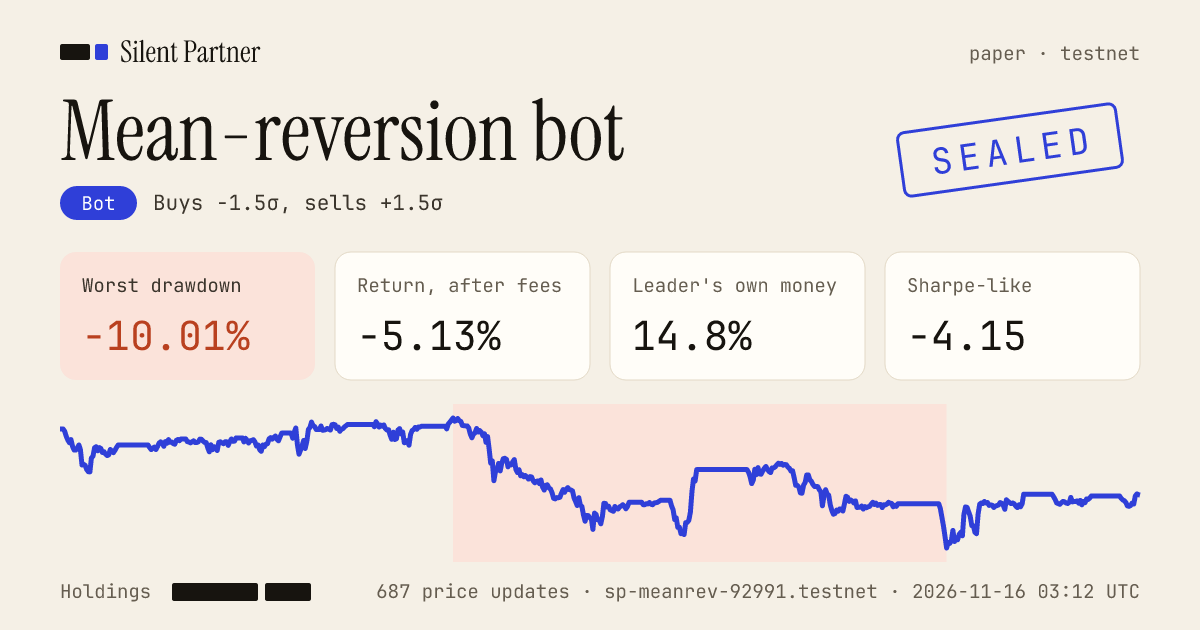 Silent Partner
paper · testnet
Mean-reversion bot
SEALED
Bot
Buys -1.5σ, sells +1.5σ
Worst drawdown
-10.01%
Return, after fees
-5.13%
Leader's own money
14.8%
Sharpe-like
-4.15
Holdings
687 price updates · sp-meanrev-92991.testnet · 2026-11-16 03:12 UTC